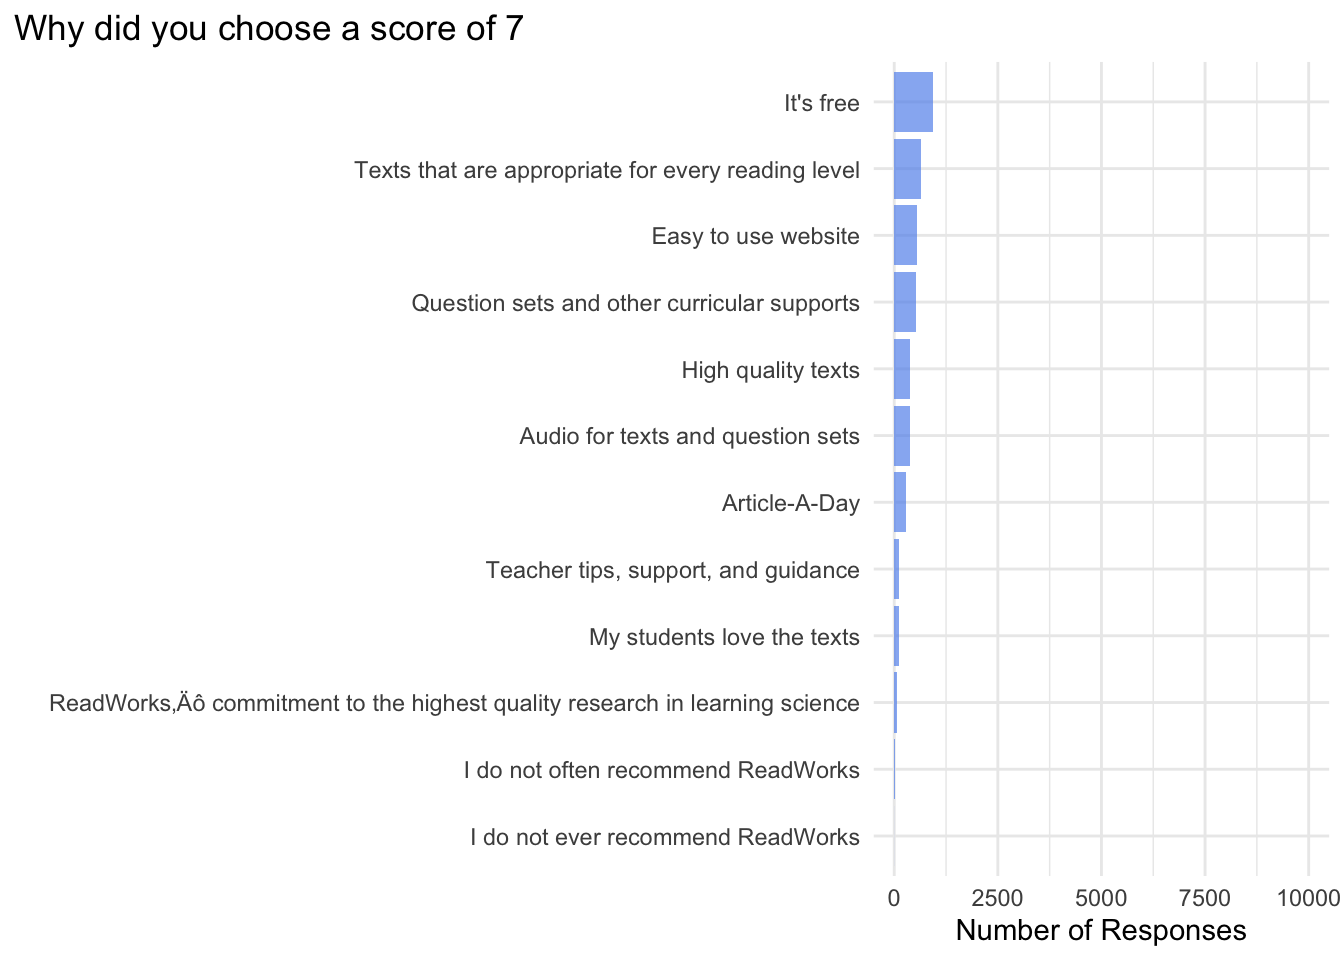 Why did you choose a score of 7
It's free
Texts that are appropriate for every reading level
Easy to use website
Question sets and other curricular supports
High quality texts
Audio for texts and question sets
Article-A-Day
Teacher tips, support, and guidance
My students love the texts
ReadWorks‚Äô commitment to the highest quality research in learning science
I do not often recommend ReadWorks
I do not ever recommend ReadWorks
0 2500 5000 7500 10000
Number of Responses